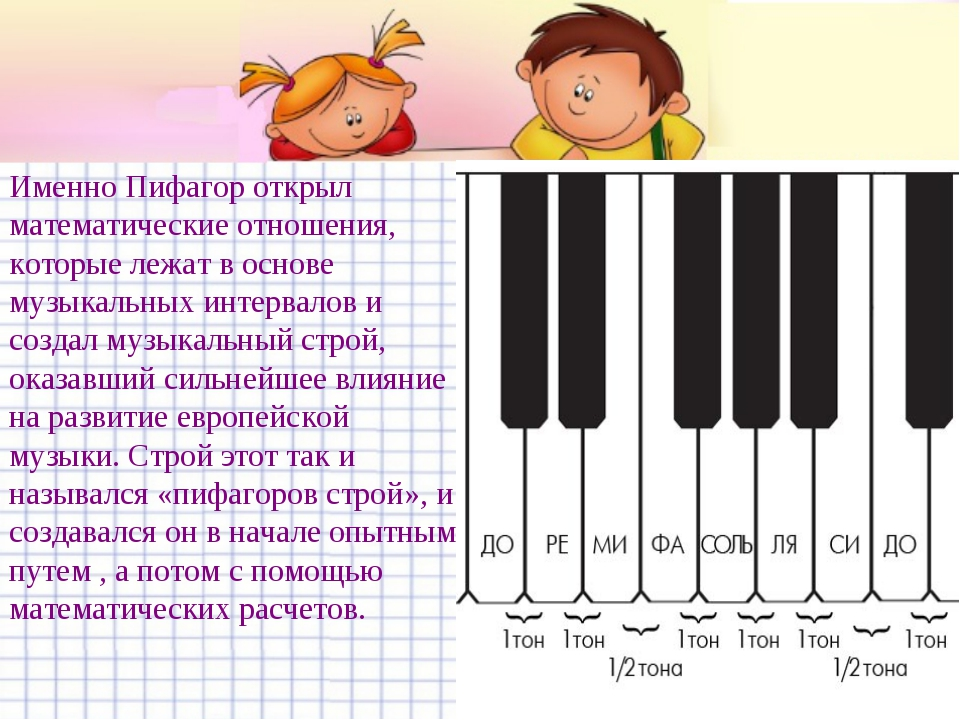 Именно Пифагор открыл
математические отношения,
которые лежат в основе
музыкальных интервалов и
создал музыкальный строй,
оказавший сильнейшее влияние
на развитие европейской
музыки. Строй этот так и
назывался «пифагоров строй», и
создавался он в начале опытным
путем , а потом с помощью
математических расчетов.
ДО РЕ МИ ФА СОЛЬ ЛЯ СИ ДО
1тон 1тон 1тон 1тон 1тон 1тон
1/2тона 1/2тона